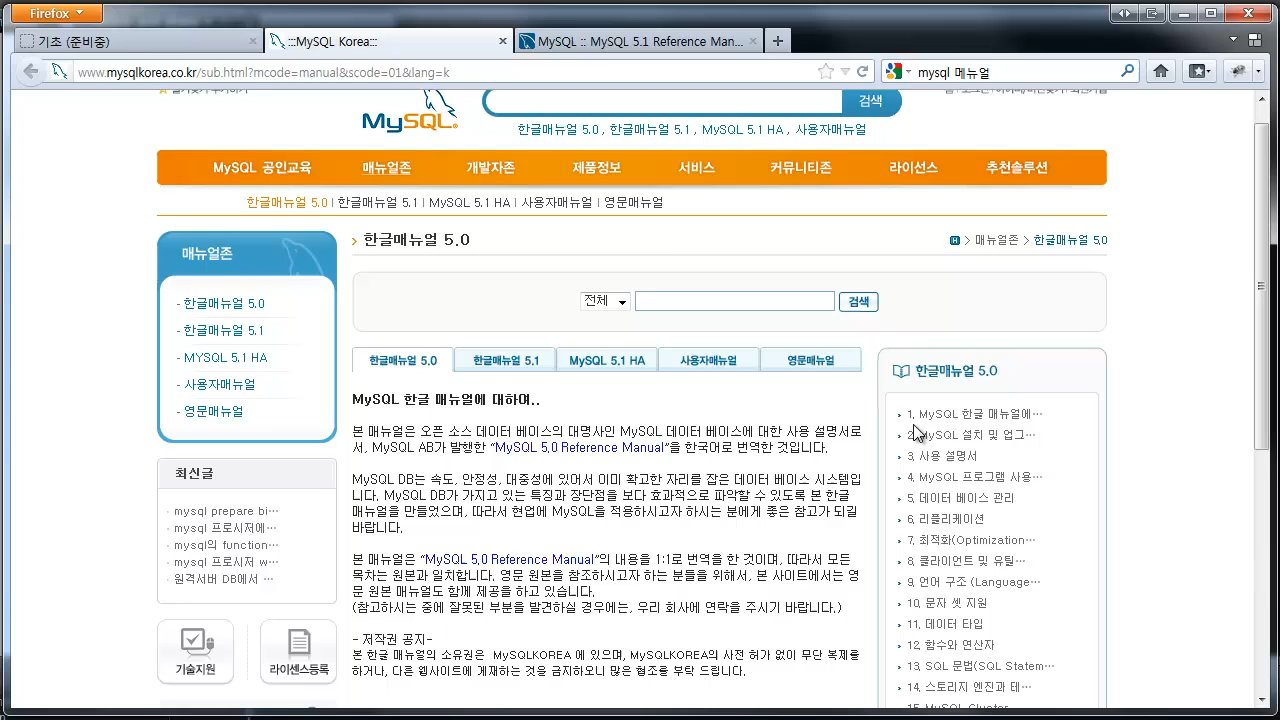 Firefox
기초 (준비중)
:::MySQL Korea:::
MySQL :: MySQL 5.1 Reference Man...
www.mysqlkorea.co.kr/sub.html?mcode=manual&scode=01&lang=k
mysql 메뉴얼
MySQL
검색
한글매뉴얼 5.0 , 한글매뉴얼 5.1 , MySQL 5.1 HA , 사용자매뉴얼
MySQL 공인교육 매뉴얼존 개발자존 제품정보 서비스 커뮤니티존 라이선스 추천솔루션
한글매뉴얼 5.0 | 한글매뉴얼 5.1 | MySQL 5.1 HA | 사용자매뉴얼 | 영문매뉴얼
매뉴얼존
- 한글매뉴얼 5.0
- 한글매뉴얼 5.1
- MYSQL 5.1 HA
- 사용자매뉴얼
- 영문매뉴얼
최신글
· mysql prepare bi…
· mysql 프로시저에…
· mysql의 function…
· mysql 프로시저 w…
· 원격서버 DB에서 …
기술지원
라이센스등록
한글매뉴얼 5.0
H > 매뉴얼존 > 한글매뉴얼 5.0
전체
검색
한글매뉴얼 5.0 한글매뉴얼 5.1 MySQL 5.1 HA 사용자매뉴얼 영문매뉴얼
MySQL 한글 매뉴얼에 대하여..
본 매뉴얼은 오픈 소스 데이터 베이스의 대명사인 MySQL 데이터 베이스에 대한 사용 설명서로
서, MySQL AB가 발행한 “MySQL 5.0 Reference Manual”을 한국어로 번역한 것입니다.
MySQL DB는 속도, 안정성, 대중성에 있어서 이미 확고한 자리를 잡은 데이터 베이스 시스템입
니다. MySQL DB가 가지고 있는 특징과 장단점을 보다 효과적으로 파악할 수 있도록 본 한글
매뉴얼을 만들었으며, 따라서 현업에 MySQL을 적용하시고자 하시는 분에게 좋은 참고가 되길
바랍니다.
본 매뉴얼은 “MySQL 5.0 Reference Manual”의 내용을 1:1로 번역을 한 것이며, 따라서 모든
목차는 원본과 일치합니다. 영문 원본을 참조하시고자 하는 분들을 위해서, 본 사이트에서는 영
문 원본 매뉴얼도 함께 제공을 하고 있습니다.
(참고하시는 중에 잘못된 부분을 발견하실 경우에는, 우리 회사에 연락을 주시기 바랍니다.)
- 저작권 공지-
본 한글 매뉴얼의 소유권은 MySQLKOREA 에 있으며, MySQLKOREA의 사전 허가 없이 무단 복제를
하거나, 다른 웹사이트에 게재하는 것을 금지하오니 많은 협조를 부탁 드립니다.
한글매뉴얼 5.0
1. MySQL 한글 매뉴얼에…
2. MySQL 설치 및 업그…
3. 사용 설명서
4. MySQL 프로그램 사용…
5. 데이터 베이스 관리
6. 리플리케이션
7. 최적화(Optimization…
8. 클라이언트 및 유틸…
9. 언어 구조 (Language…
10. 문자 셋 지원
11. 데이터 타입
12. 함수와 연산자
13. SQL 문법(SQL Statem…
14. 스토리지 엔진과 테…
15. MySQL Cluster